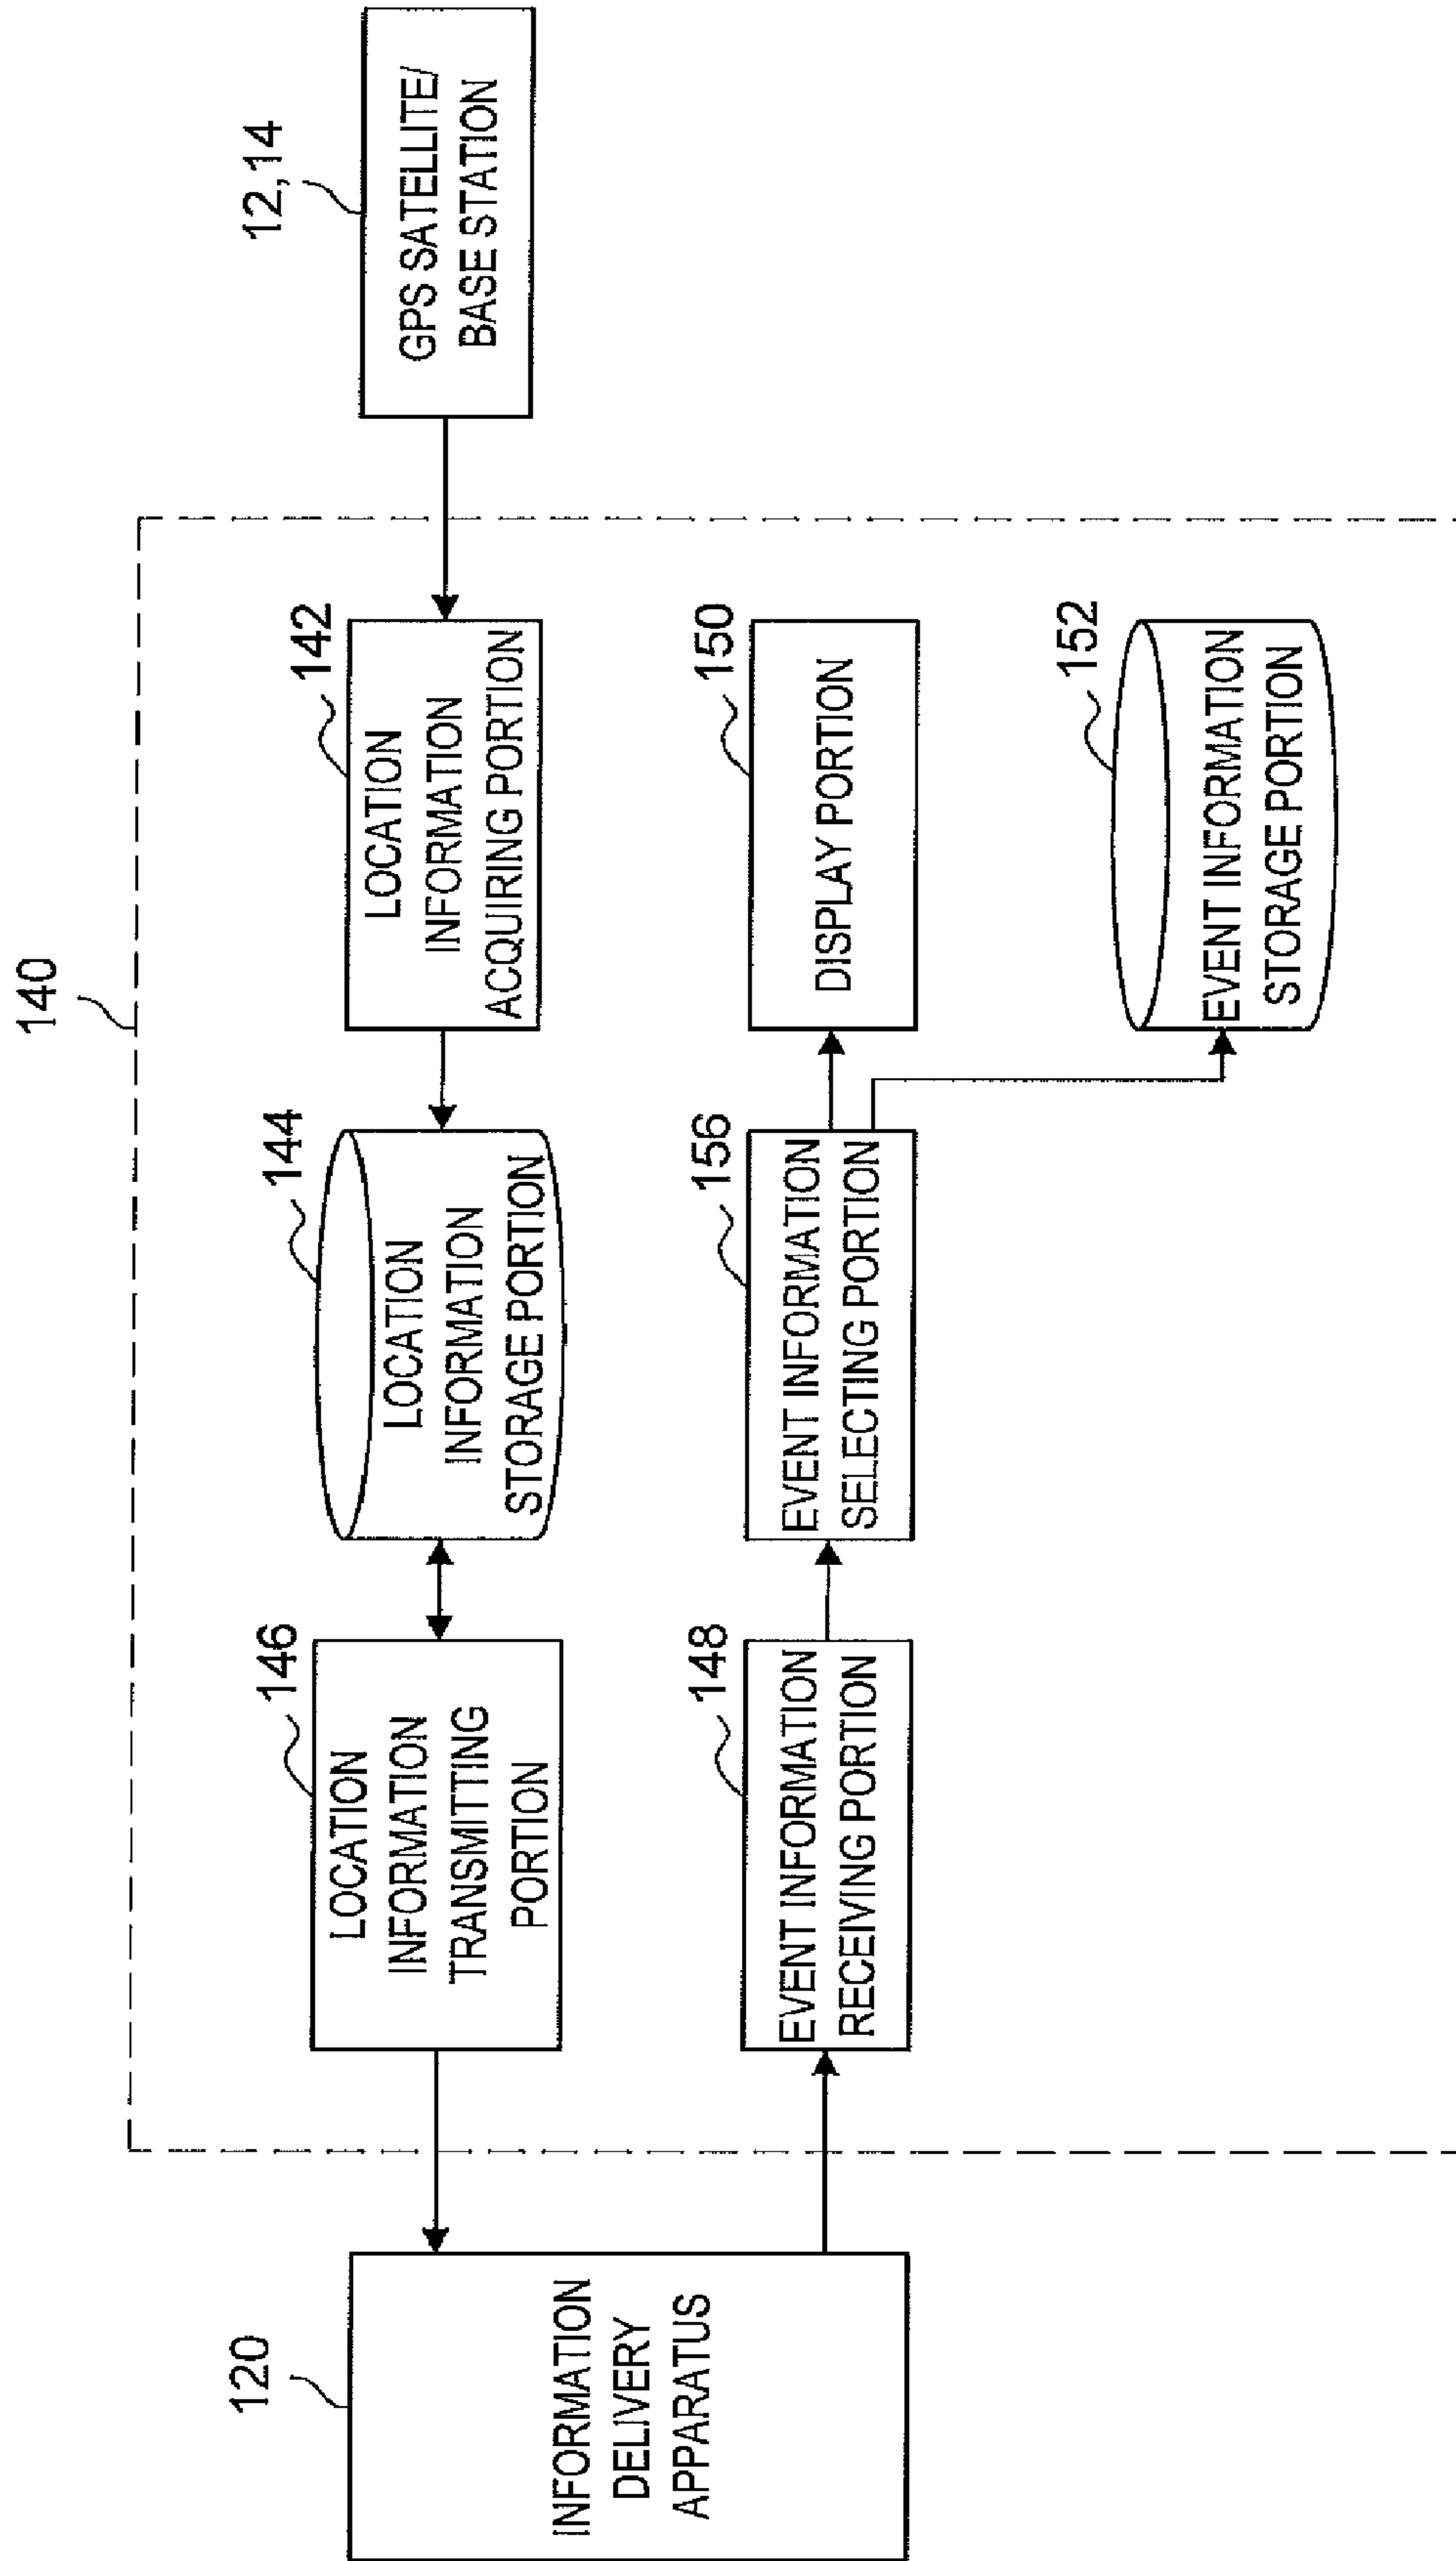 140
12,14
GPS SATELLITE/
BASE STATION
142
LOCATION
INFORMATION
ACQUIRING PORTION
144
LOCATION
INFORMATION
STORAGE PORTION
146
LOCATION
INFORMATION
TRANSMITTING
PORTION
120
INFORMATION
DELIVERY
APPARATUS
148
EVENT INFORMATION
RECEIVING PORTION
156
EVENT INFORMATION
SELECTING PORTION
150
DISPLAY PORTION
152
EVENT INFORMATION
STORAGE PORTION